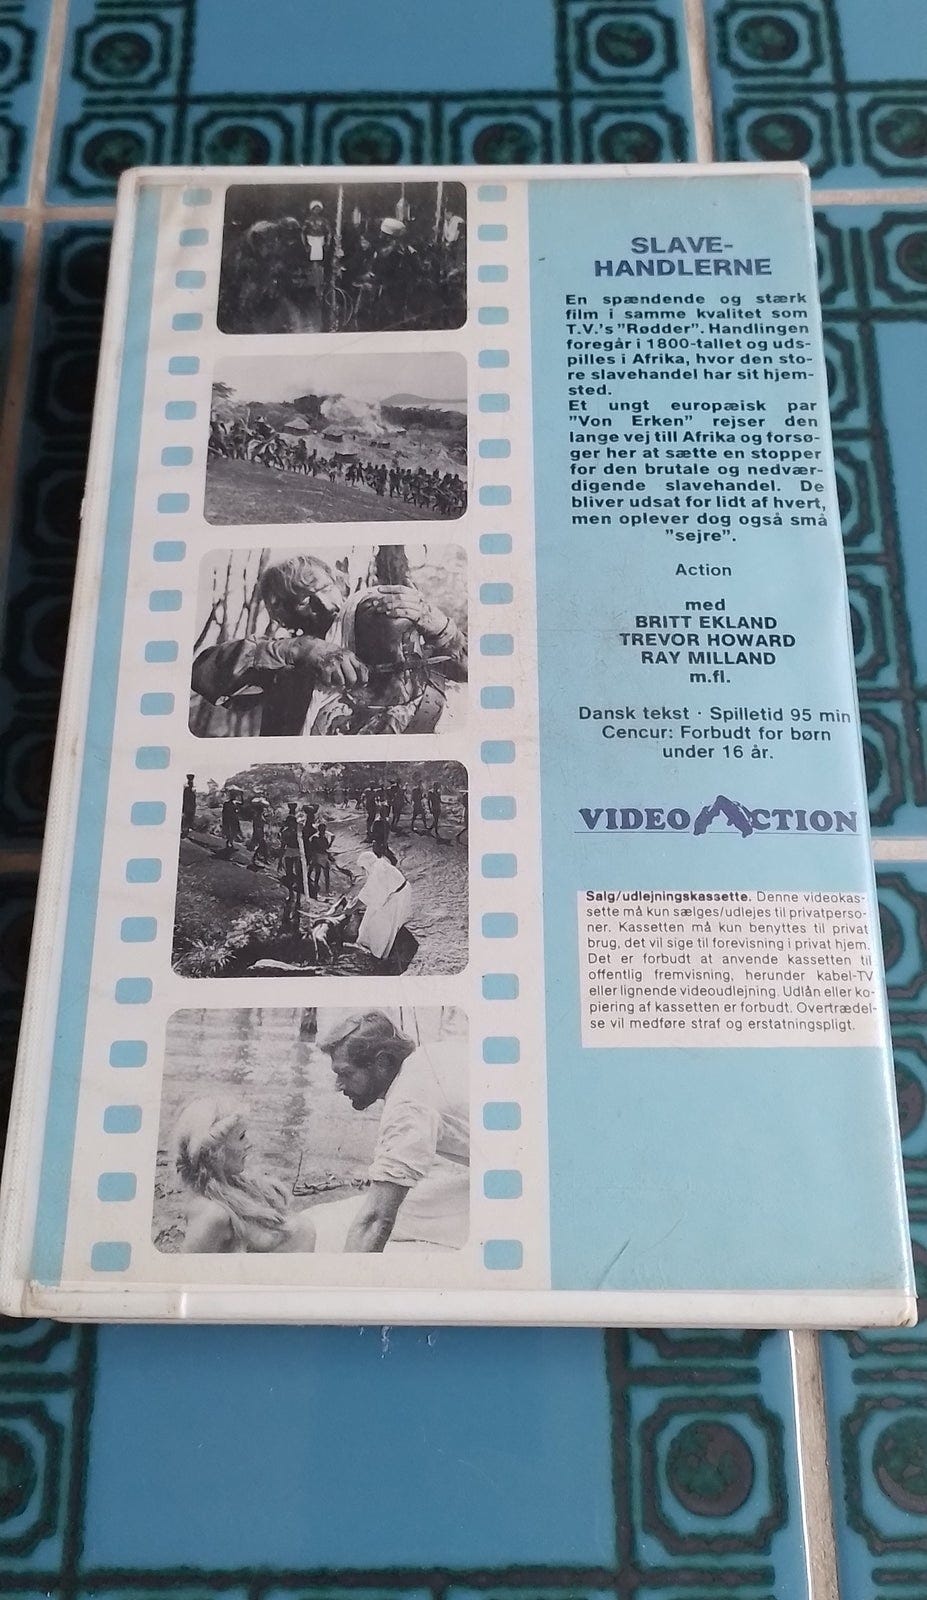 SLAVE-
HANDLERNE
En spændende og stærk
film i samme kvalitet som
T.V.'s "Rødder". Handlingen
foregår i 1800-tallet og uds-
pilles i Afrika, hvor den sto-
re slavehandel har sit hjem-
sted.
Et ungt europæisk par
"Von Erken" rejser den
lange vej till Afrika og forsø-
ger her at sætte en stopper
for den brutale og nedvær-
digende slavehandel. De
bliver udsat for lidt af hvert,
men oplever dog også små
"sejre".
Action
med
BRITT EKLAND
TREVOR HOWARD
RAY MILLAND
m.fl.
Dansk tekst · Spilletid 95 min
Cencur: Forbudt for børn
under 16 år.
VIDEO ACTION
Salg/udlejningskassette. Denne videokas-
sette må kun sælges/udlejes til privatperso-
ner. Kassetten må kun benyttes til privat
brug, det vil sige til forevisning i privat hjem.
Det er forbudt at anvende kassetten til
offentlig fremvisning, herunder kabel-TV
eller lignende videoudlejning. Udlån eller ko-
piering af kassetten er forbudt. Overtrædel-
se vil medføre straf og erstatningspligt.